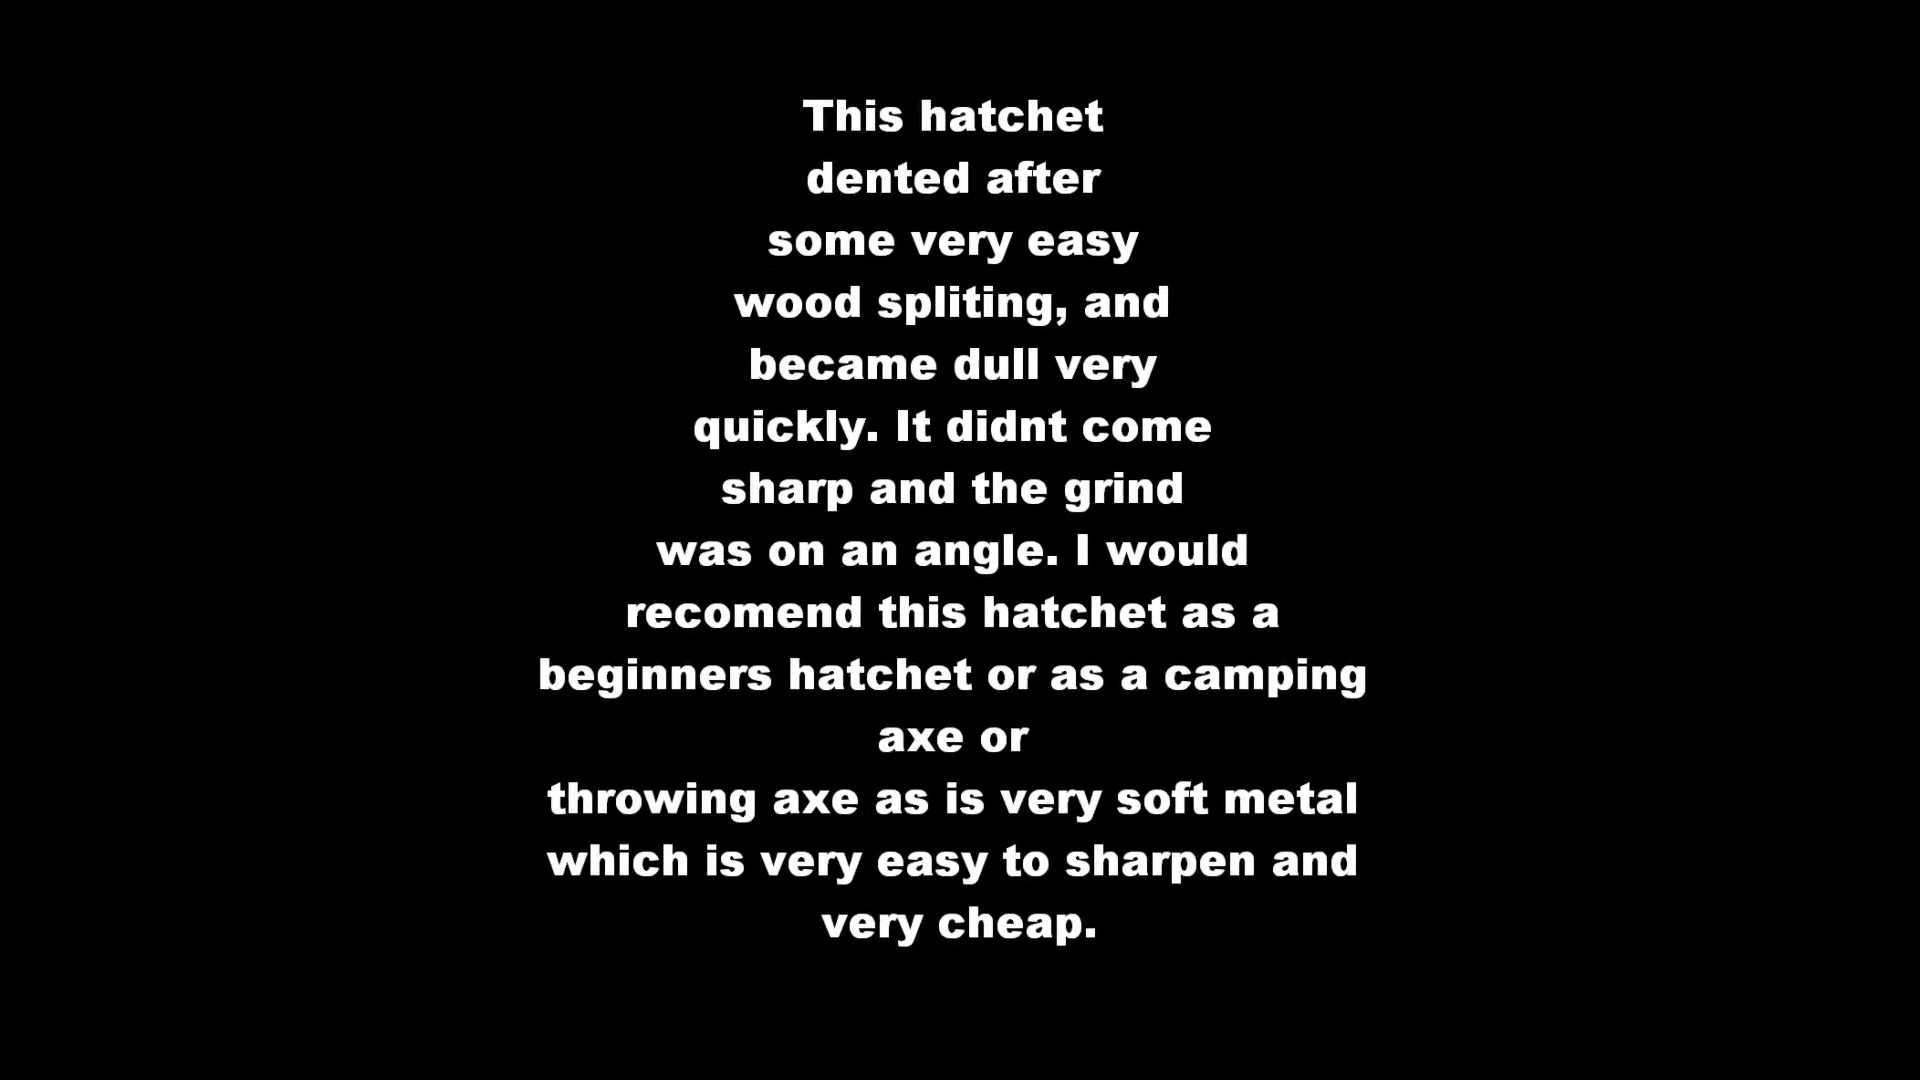 This hatchet
dented after
some very easy
wood spliting, and
became dull very
quickly. It didnt come
sharp and the grind
was on an angle. I would
recomend this hatchet as a
beginners hatchet or as a camping
axe or
throwing axe as is very soft metal
which is very easy to sharpen and
very cheap.